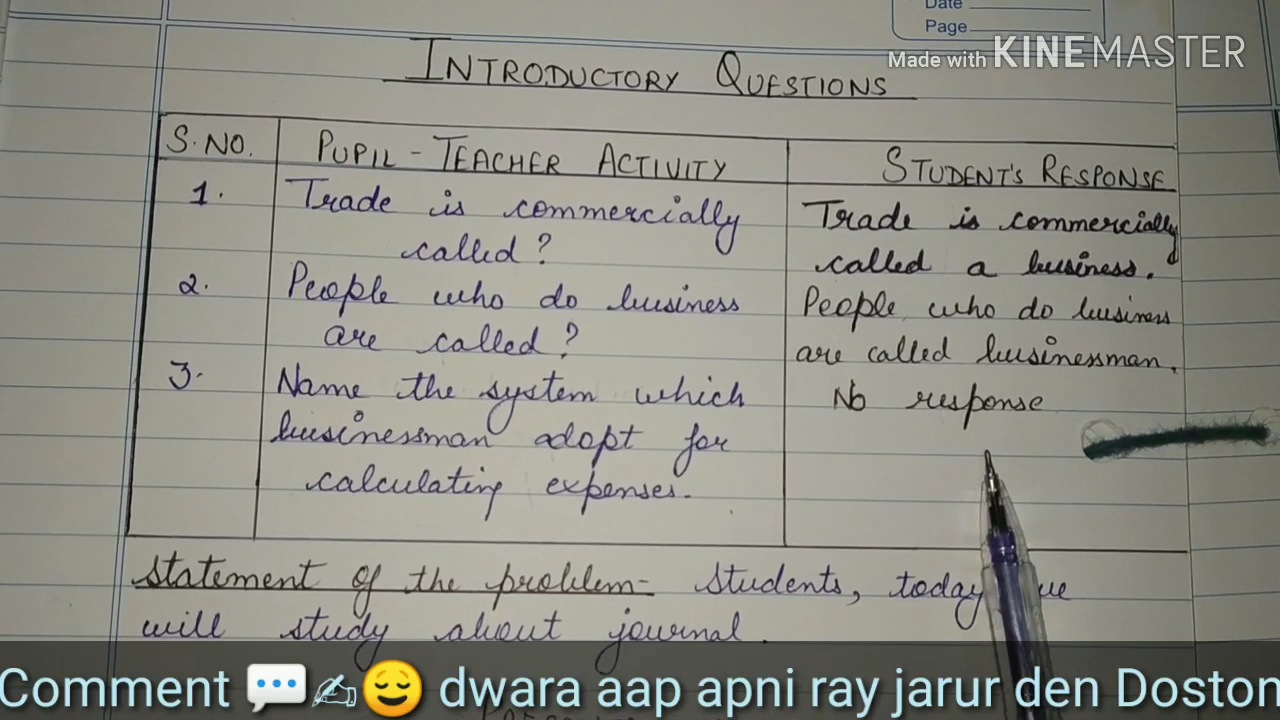 Date
Page
Made with KINEMASTER
INTRODUCTORY QUESTIONS
S.NO. PUPIL - TEACHER ACTIVITY STUDENT'S RESPONSE
1. Trade is commercially called? Trade is commercially called a business.
2. People who do business are called? People who do business are called businessman.
3. Name the system which businessman adopt for calculating expenses. No response
Statement of the problem- Students, today we
will study about journal.
Comment 💬✍😌 dwara aap apni ray jarur den Doston